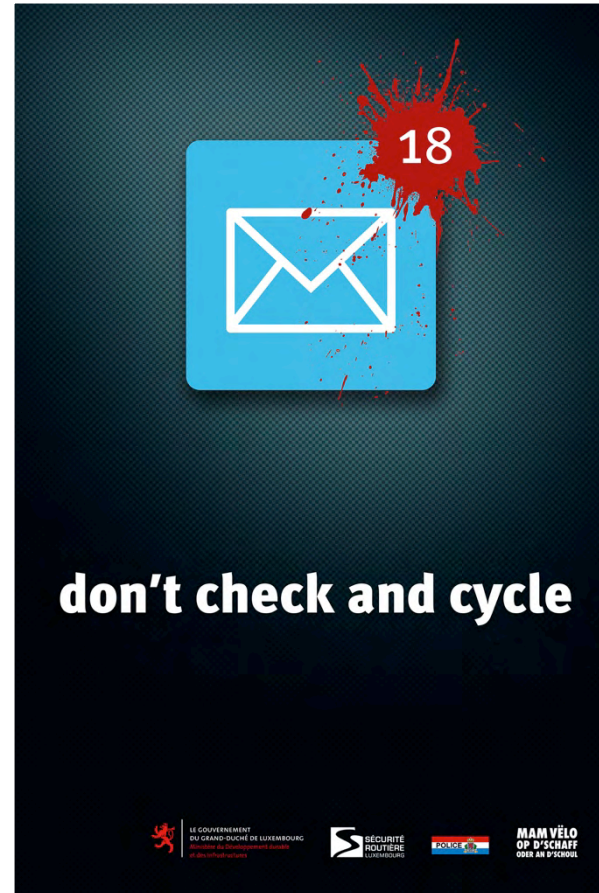 18
don't check and cycle
LE GOUVERNEMENT
DU GRAND-DUCHÉ DE LUXEMBOURG
Ministère du Développement durable
et des Infrastructures
SÉCURITÉ
ROUTIÈRE
LUXEMBOURG
POLICE
MAM VËLO
OP D'SCHAFF
ODER AN D'SCHOUL